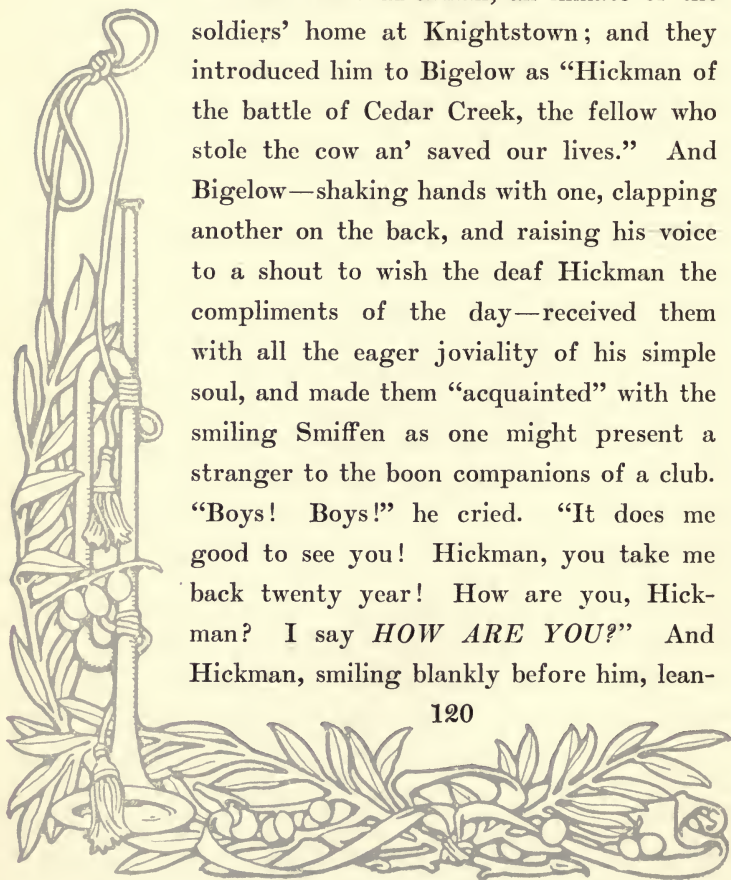 soldiers' home at Knightstown; and they
introduced him to Bigelow as “Hickman of
the battle of Cedar Creek, the fellow who
stole the cow an' saved our lives.” And
Bigelow—shaking hands with one, clapping
another on the back, and raising his voice
to a shout to wish the deaf Hickman the
compliments of the day—received them
with all the eager joviality of his simple
soul, and made them “acquainted” with the
smiling Smiffen as one might present a
stranger to the boon companions of a club.
“Boys! Boys!” he cried. “It does me
good to see you! Hickman, you take me
back twenty year! How are you, Hick-
man? I say HOW ARE YOU?” And
Hickman, smiling blankly before him, lean-
120